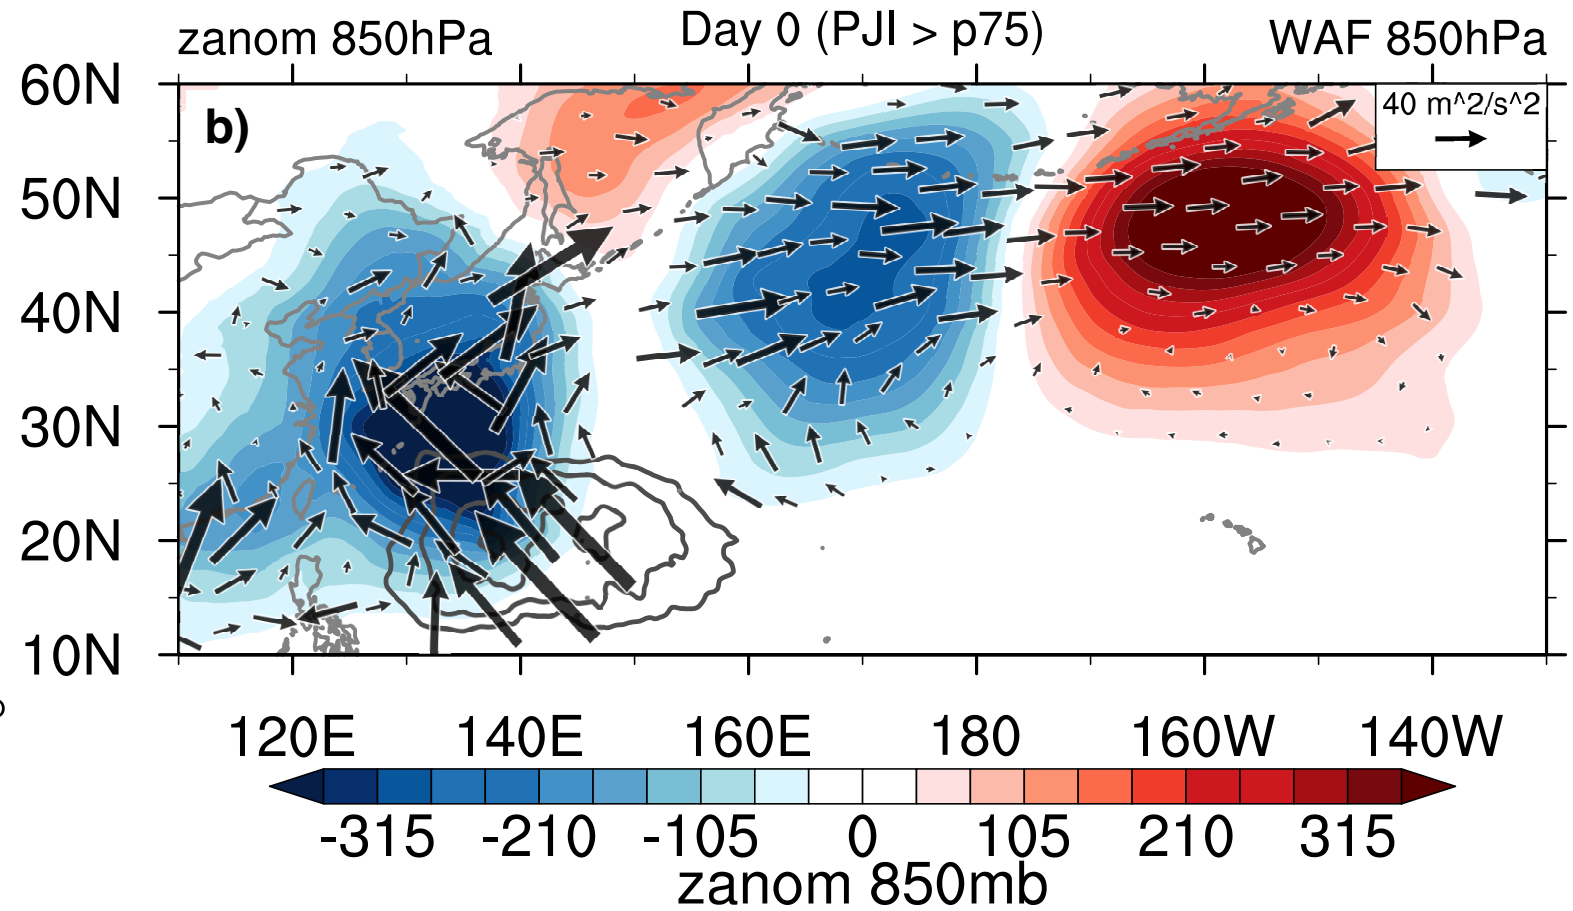 zanom 850hPa
Day 0 (PJI > p75)
WAF 850hPa
b)
40 m^2/s^2
60N
50N
40N
30N
20N
10N
120E 140E 160E 180 160W 140W
-315 -210 -105 0 105 210 315
zanom 850mb